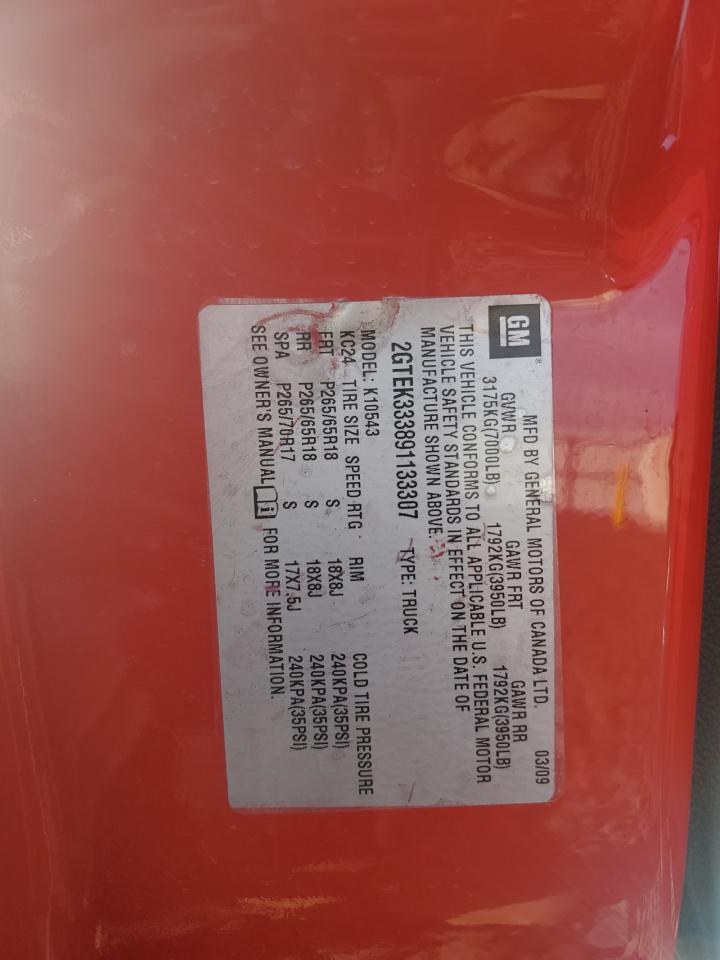 GM ® MFD BY GENERAL MOTORS OF CANADA LTD. 03/09
GVWR GAWR FRT GAWR RR
3175KG(7000LB) 1792KG(3950LB) 1792KG(3950LB)
THIS VEHICLE CONFORMS TO ALL APPLICABLE U.S. FEDERAL MOTOR
VEHICLE SAFETY STANDARDS IN EFFECT ON THE DATE OF
MANUFACTURE SHOWN ABOVE.
2GTEK333891133307 TYPE: TRUCK
MODEL: K10543
KC24 TIRE SIZE SPEED RTG RIM COLD TIRE PRESSURE
FRT P265/65R18 S 18X8J 240KPA(35PSI)
RR P265/65R18 S 18X8J 240KPA(35PSI)
SPA P265/70R17 S 17X7.5J 240KPA(35PSI)
SEE OWNER'S MANUAL FOR MORE INFORMATION.